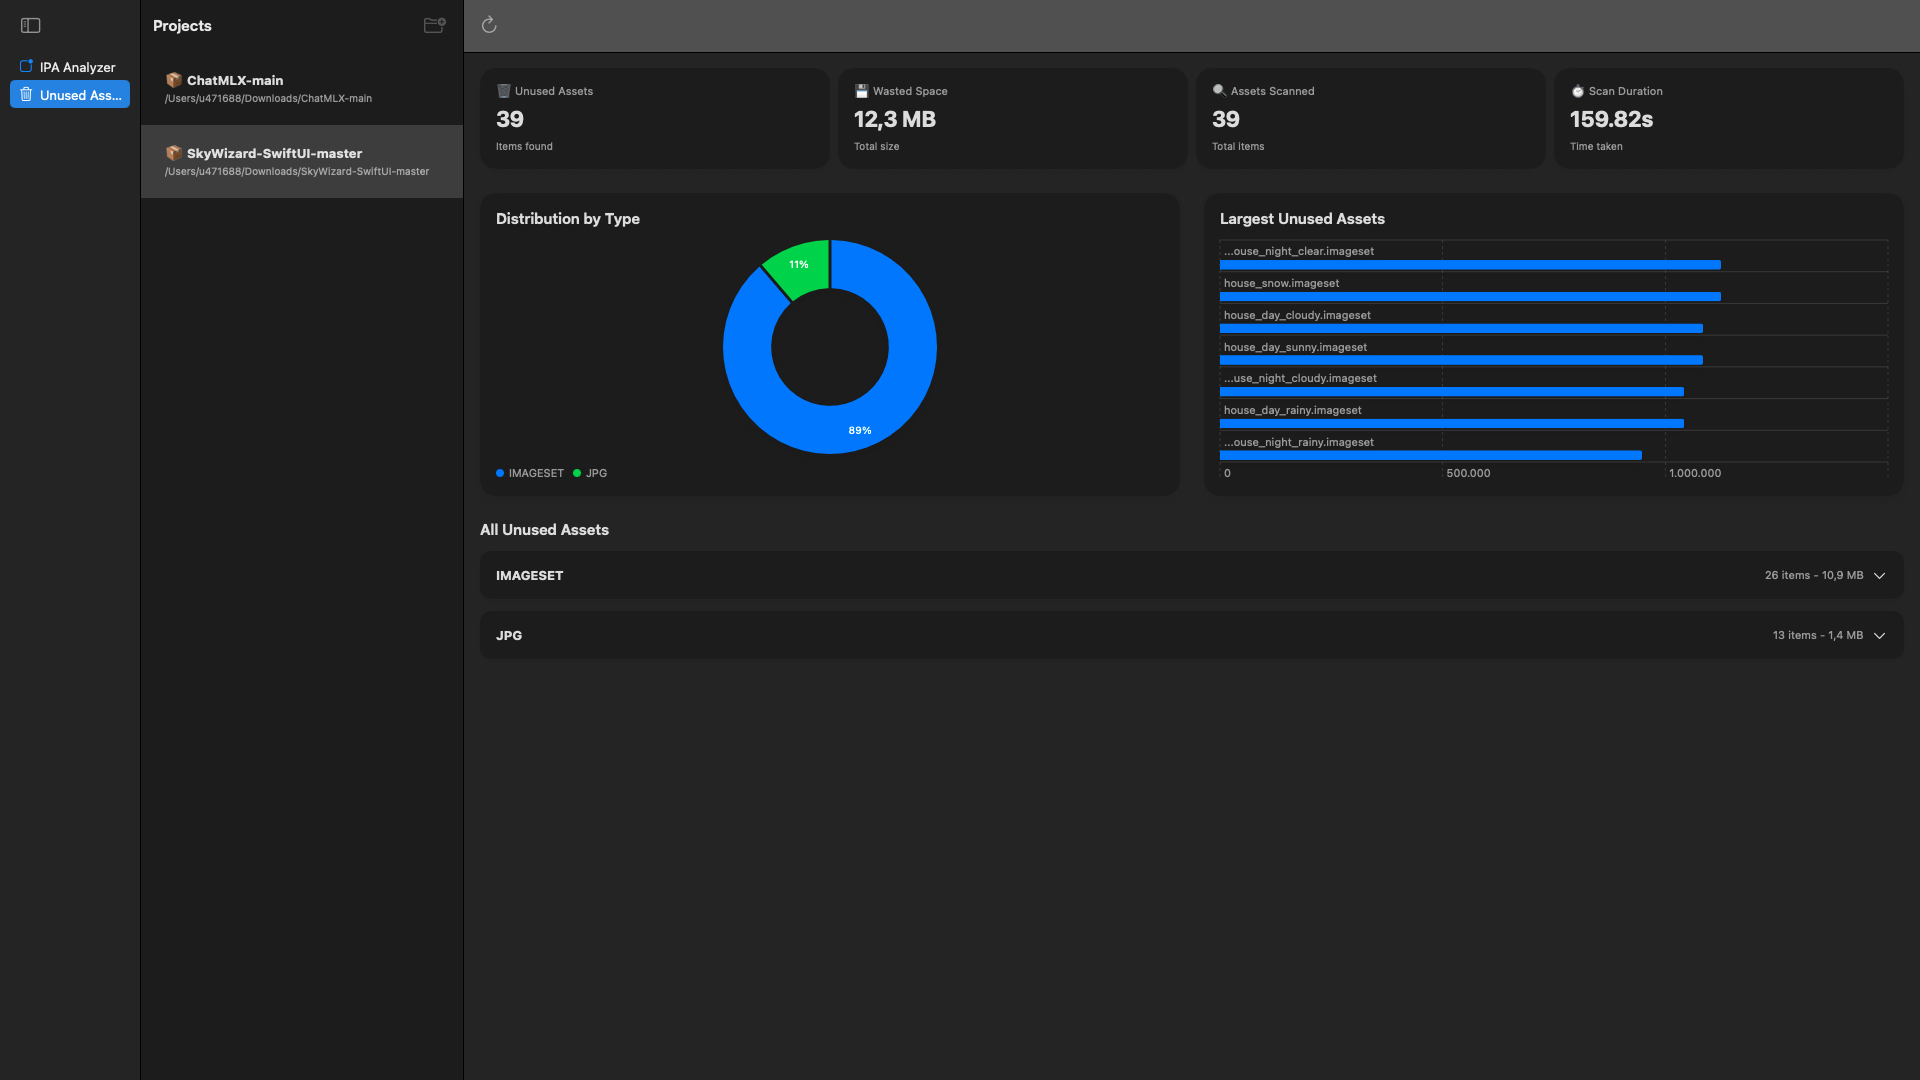 Projects
IPA Analyzer
Unused Ass...
ChatMLX-main
/Users/u471688/Downloads/ChatMLX-main
SkyWizard-SwiftUI-master
/Users/u471688/Downloads/SkyWizard-SwiftUI-master
Unused Assets
39
Items found
Wasted Space
12,3 MB
Total size
Assets Scanned
39
Total items
Scan Duration
159.82s
Time taken
Distribution by Type
11%
89%
IMAGESET
JPG
Largest Unused Assets
...ouse_night_clear.imageset
house_snow.imageset
house_day_cloudy.imageset
house_day_sunny.imageset
...use_night_cloudy.imageset
house_day_rainy.imageset
...ouse_night_rainy.imageset
0 500.000 1.000.000
All Unused Assets
IMAGESET 26 items - 10,9 MB
JPG 13 items - 1,4 MB